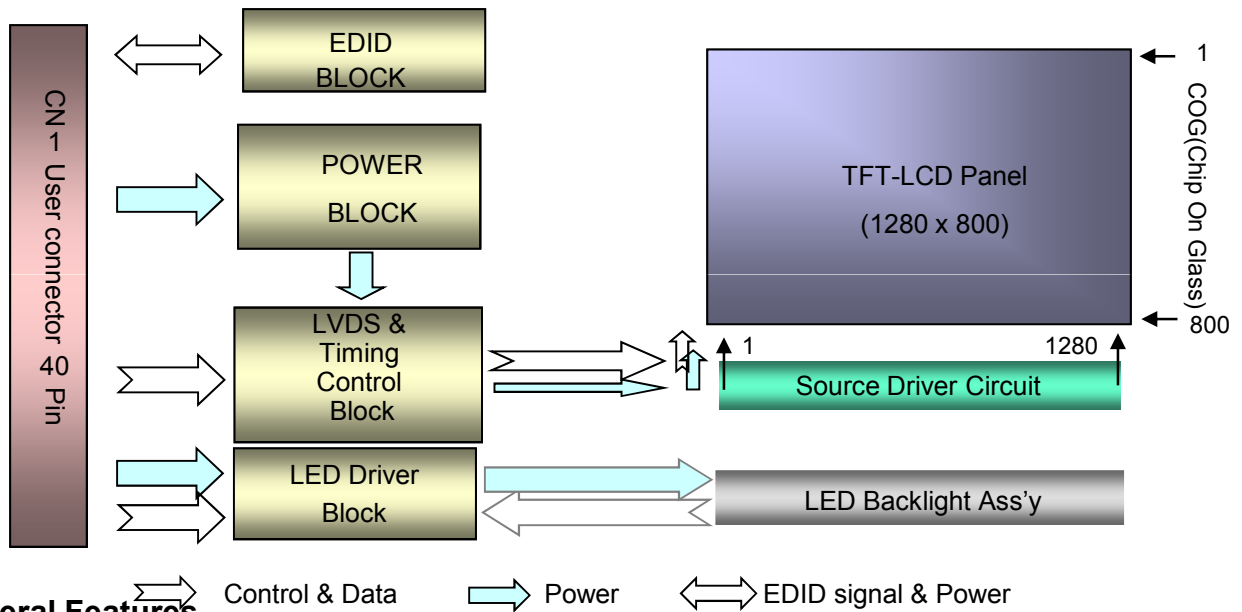 CN 1 User connector 40 Pin
EDID
BLOCK
POWER
BLOCK
LVDS &
Timing
Control
Block
LED Driver
Block
TFT-LCD Panel
(1280 x 800)
1
COG(Chip On Glass)
800
1
1280
Source Driver Circuit
LED Backlight Ass'y
Control & Data
Power
EDID signal & Power
eral Features